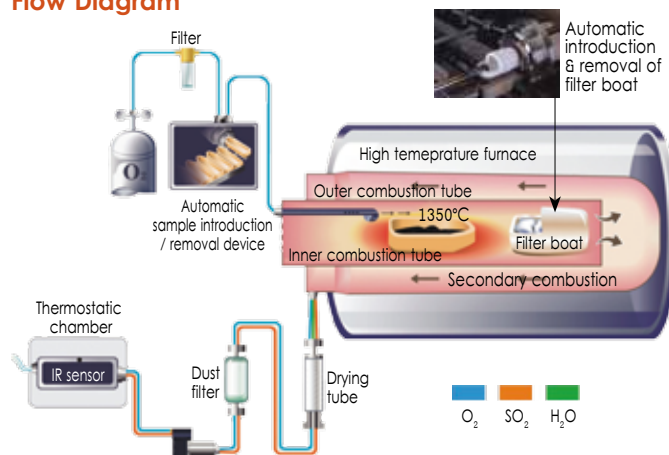 Flow Diagram
Filter
Automatic
introduction
& removal of
filter boat
O₂
High temeprature furnace
Outer combustion tube
1350°C
Automatic
sample introduction
/ removal device
Filter boat
Inner combustion tube
Secondary combustion
Thermostatic
chamber
IR sensor
Dust
filter
Drying
tube
O₂ SO₂ H₂O